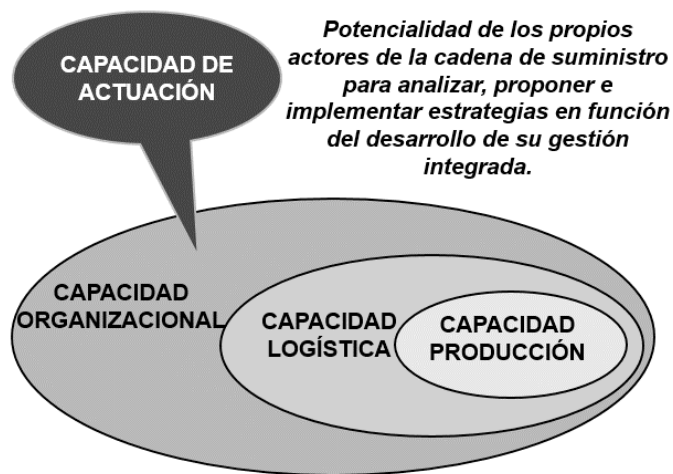 CAPACIDAD DE
ACTUACIÓN
Potencialidad de los propios
actores de la cadena de suministro
para analizar, proponer e
implementar estrategias en función
del desarrollo de su gestión
integrada.
CAPACIDAD
ORGANIZACIONAL
CAPACIDAD
LOGÍSTICA
CAPACIDAD
PRODUCCIÓN